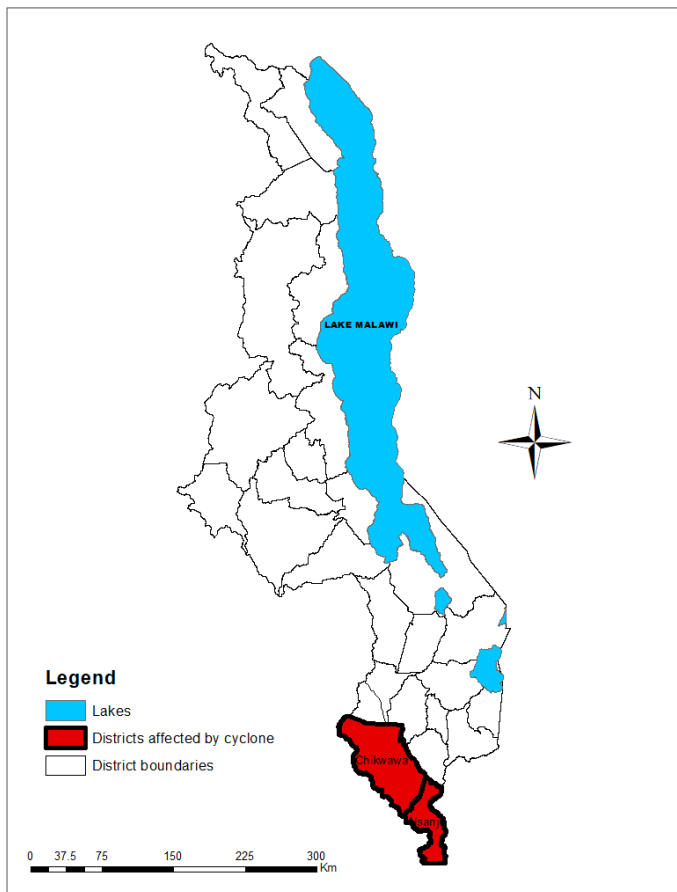 LAKE MALAWI
N
Legend
Lakes
Districts affected by cyclone
District boundaries
Chikwawa
Nsanje
0 37.5 75 150 225 300
Km